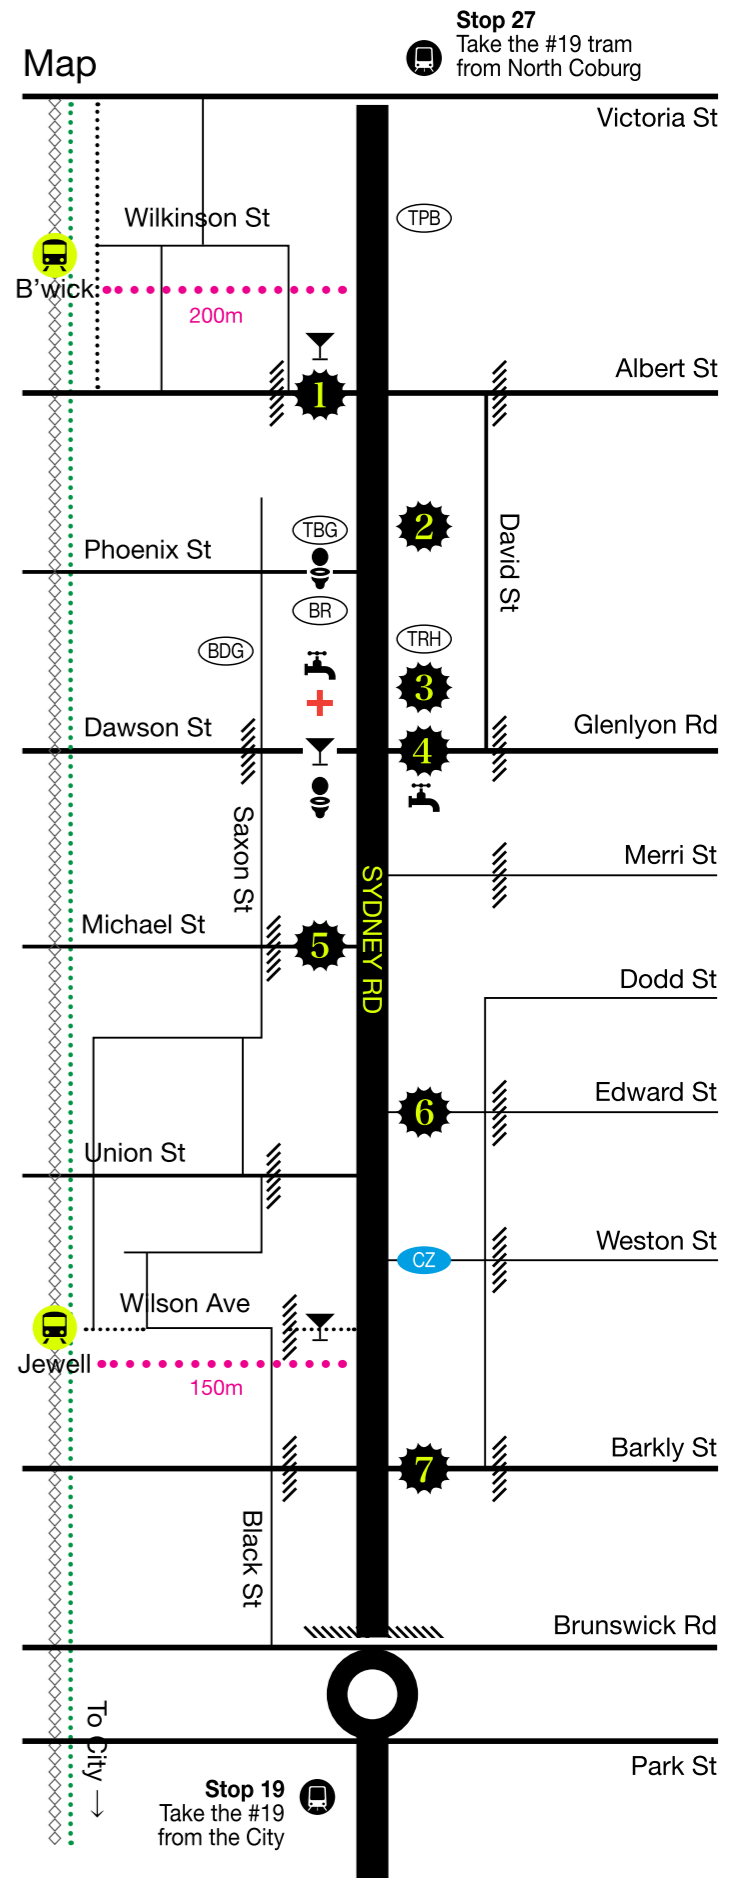 Stop 27
Take the #19 tram
from North Coburg
Map
Victoria St
Wilkinson St
TPB
B'wick
200m
Albert St
1
2
TBG
David St
Phoenix St
BR
TRH
BDG
3
Dawson St
Glenlyon Rd
4
Saxon St
Merri St
SYDNEY RD
Michael St
5
Dodd St
Edward St
6
Union St
Weston St
CZ
Wilson Ave
Jewell
150m
Barkly St
7
Black St
Brunswick Rd
To City →
Park St
Stop 19
Take the #19
from the City